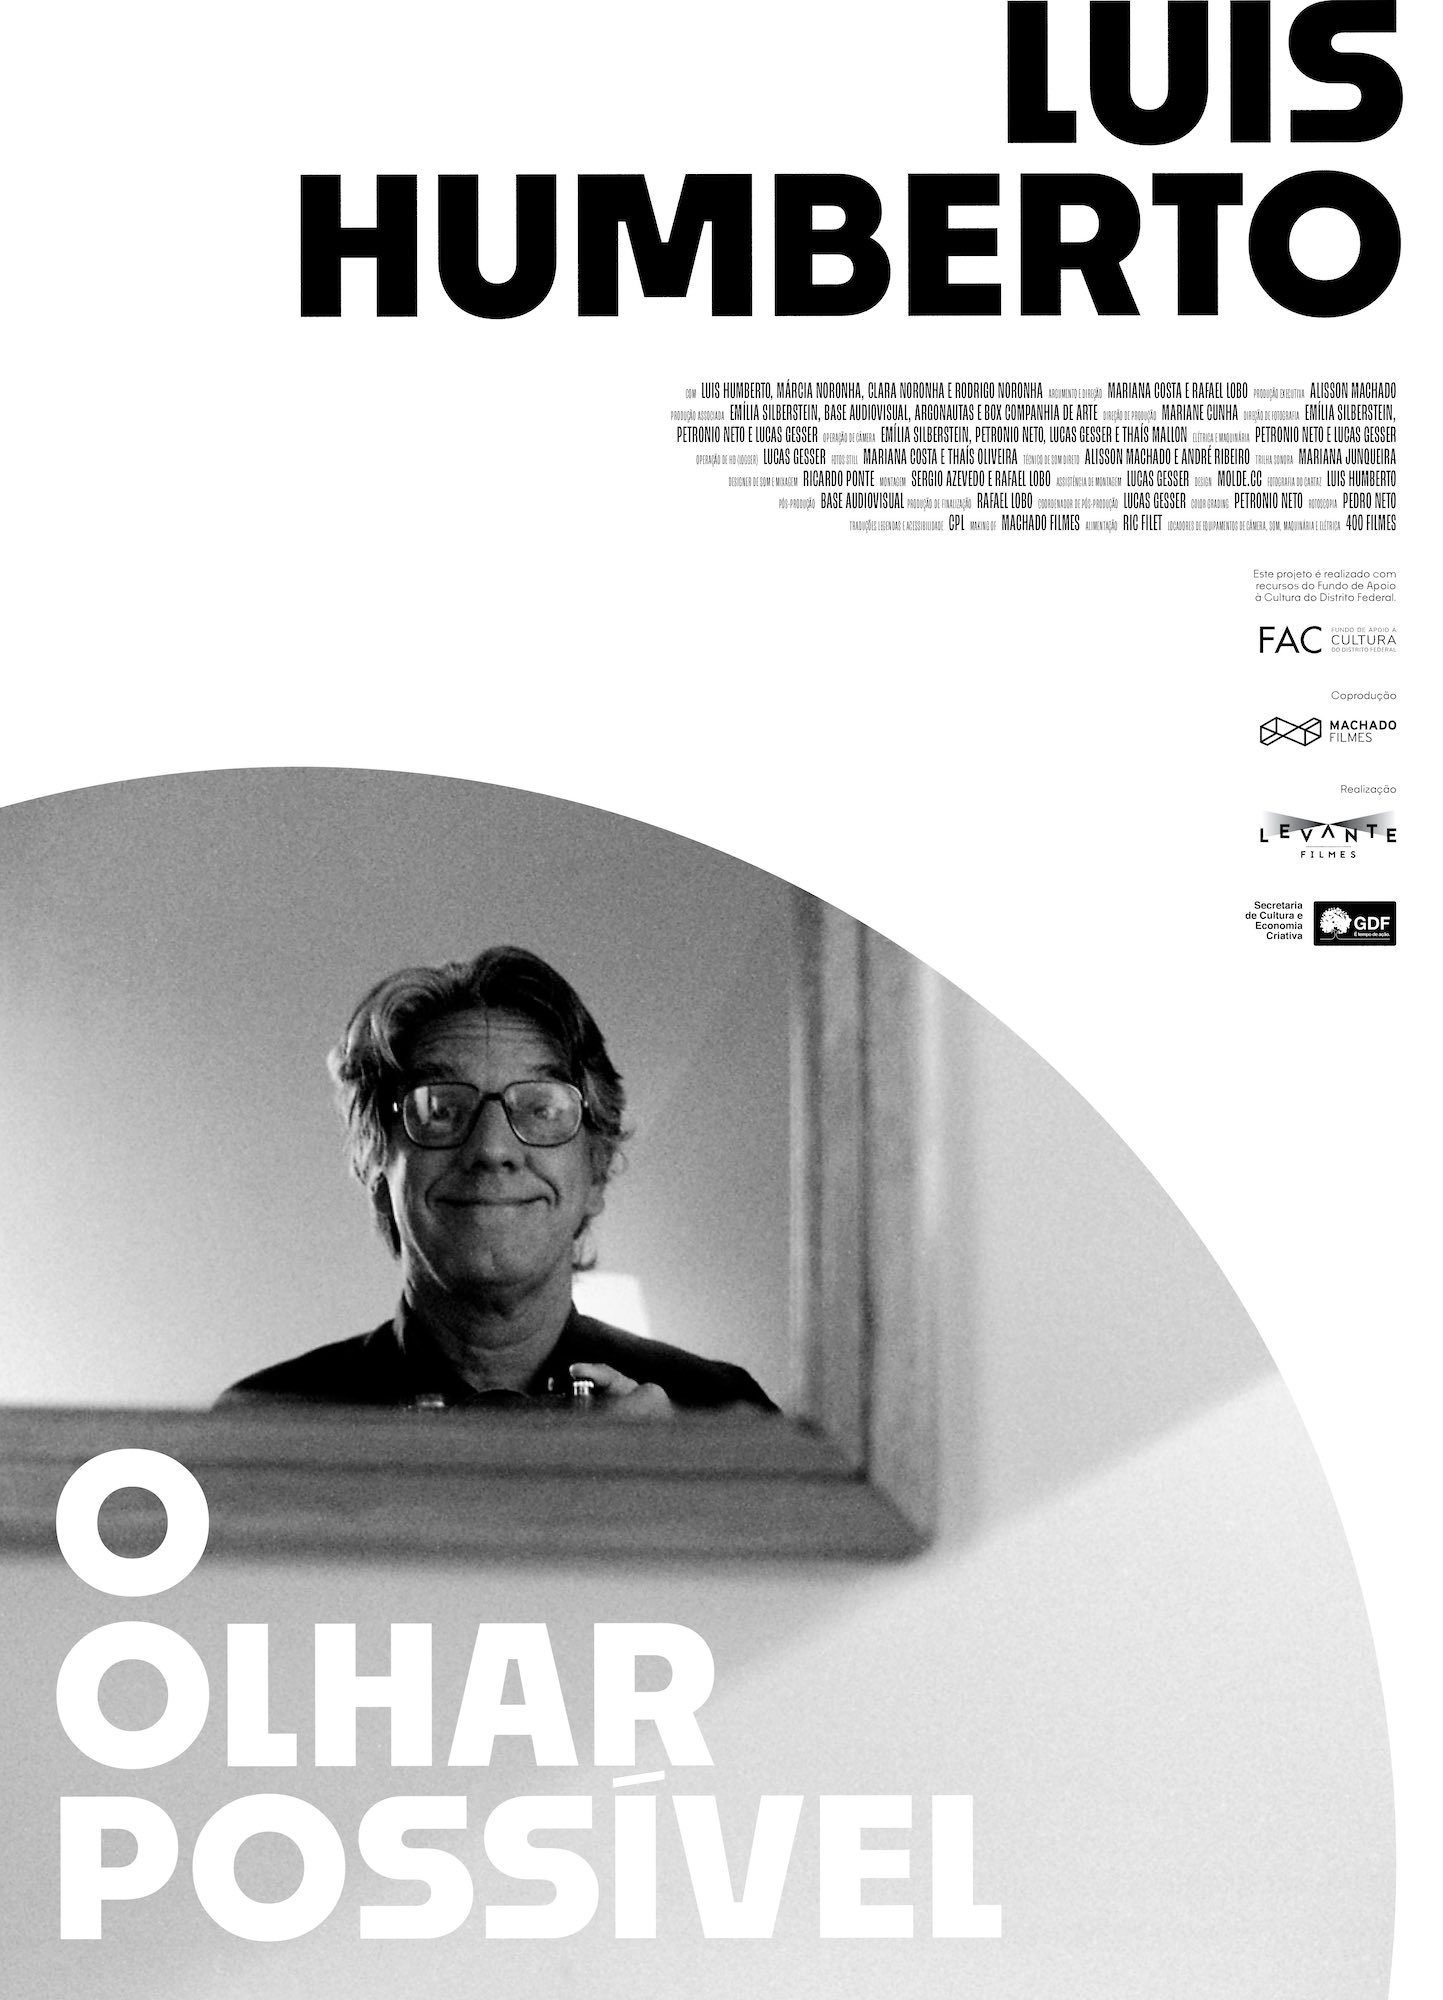 LUIS
HUMBERTO
COM LUIS HUMBERTO, MÁRCIA NORONHA, CLARA NORONHA E RODRIGO NORONHA ARGUMENTO E DIREÇÃO MARIANA COSTA E RAFAEL LOBO PRODUÇÃO EXECUTIVA ALISSON MACHADO
PRODUÇÃO ASSOCIADA EMÍLIA SILBERSTEIN, BASE AUDIOVISUAL, ARGONAUTAS E BOX COMPANHIA DE ARTE DIREÇÃO DE PRODUÇÃO MARIANE CUNHA DIREÇÃO DE FOTOGRAFIA EMÍLIA SILBERSTEIN,
PETRONIO NETO E LUCAS GESSER OPERAÇÃO DE CÂMERA EMÍLIA SILBERSTEIN, PETRONIO NETO, LUCAS GESSER E THAÍS MALLON ELÉTRICA E MAQUINÁRIA PETRONIO NETO E LUCAS GESSER
OPERAÇÃO DE HD (LOGGER) LUCAS GESSER FOTOS STILL MARIANA COSTA E THAÍS OLIVEIRA TÉCNICO DE SOM DIRETO ALISSON MACHADO E ANDRÉ RIBEIRO TRILHA SONORA MARIANA JUNQUEIRA
DESIGNER DE SOM E MIXAGEM RICARDO PONTE MONTAGEM SERGIO AZEVEDO E RAFAEL LOBO ASSISTÊNCIA DE MONTAGEM LUCAS GESSER DESIGN MOLDE.CC FOTOGRAFIA DO CARTAZ LUIS HUMBERTO
PÓS-PRODUÇÃO BASE AUDIOVISUAL PRODUÇÃO DE FINALIZAÇÃO RAFAEL LOBO COORDENADOR DE PÓS-PRODUÇÃO LUCAS GESSER COLOR GRADING PETRONIO NETO ROTOSCOPIA PEDRO NETO
TRADUÇÕES LEGENDAS E ACESSIBILIDADE CPL MAKING OF MACHADO FILMES ALIMENTAÇÃO RIC FILET LOCADORES DE EQUIPAMENTOS DE CÂMERA, SOM, MAQUINÁRIA E ELÉTRICA 400 FILMES
Este projeto é realizado com
recursos do Fundo de Apoio
à Cultura do Distrito Federal.
FAC FUNDO DE APOIO À
CULTURA
DO DISTRITO FEDERAL
Coprodução
MACHADO
FILMES
Realização
LEVANTE
FILMES
Secretaria
de Cultura e
Economia
Criativa
GDF
É tempo de ação.
O
OLHAR
POSSÍVEL